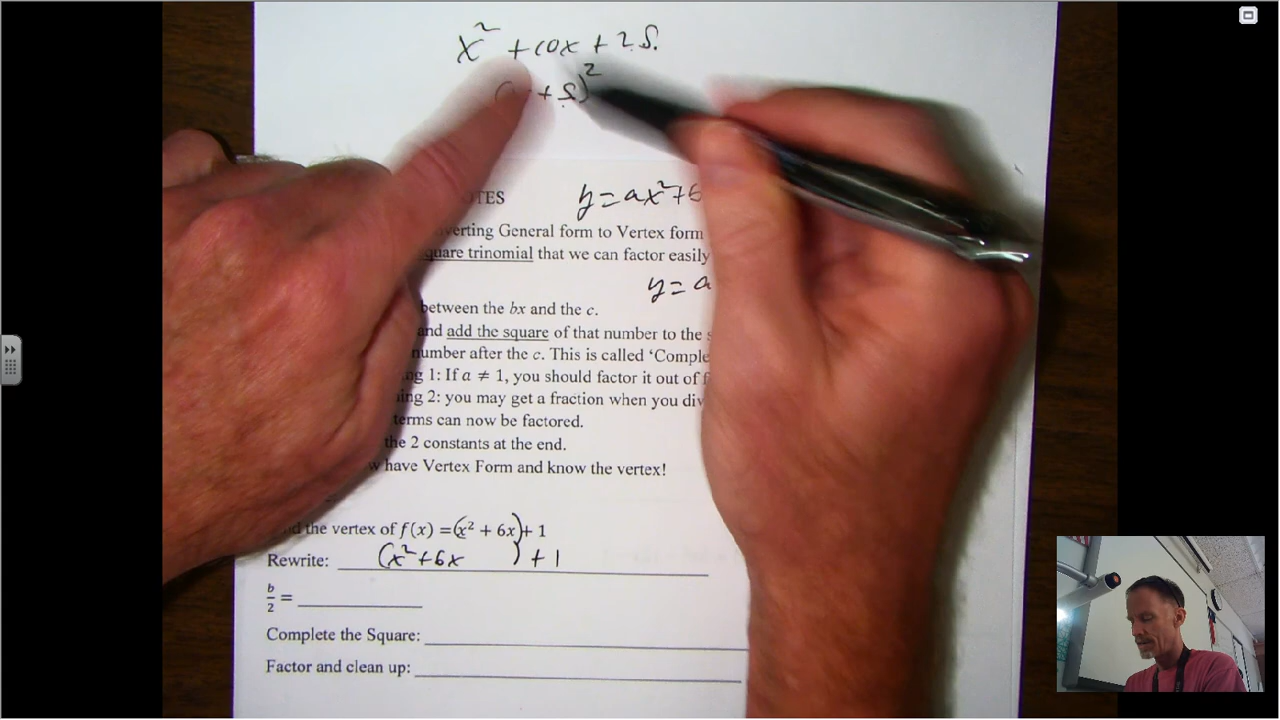 x² + 10x + 25.
+ 5)²
y = ax² + b
verting General form to Vertex form
square trinomial that we can factor easily
y = a
between the bx and the c.
and add the square of that number to the
number after the c. This is called ‘Comple
ng 1: If a ≠ 1, you should factor it out of f
ing 2: you may get a fraction when you div
terms can now be factored.
the 2 constants at the end.
have Vertex Form and know the vertex!
the vertex of f(x) = (x² + 6x) + 1
Rewrite: (x² + 6x ) + 1
b/2 =
Complete the Square:
Factor and clean up: